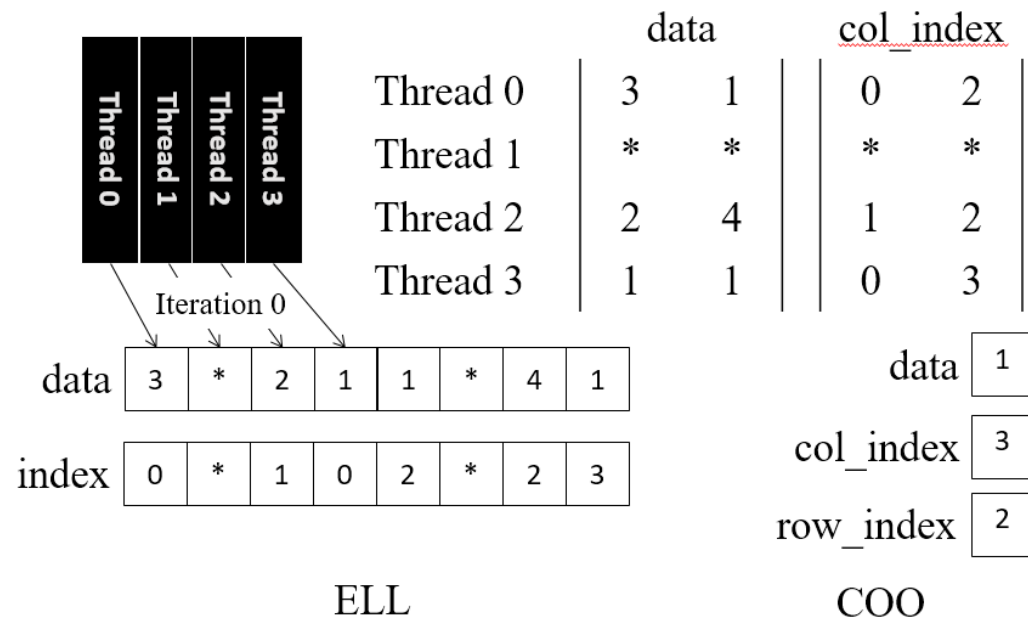 data col_index
Thread 0
Thread 1
Thread 2
Thread 3
Thread 0 3 1 0 2
Thread 1 * * * *
Thread 2 2 4 1 2
Thread 3 1 1 0 3
Iteration 0
data 3 * 2 1 1 * 4 1
index 0 * 1 0 2 * 2 3
data 1
col_index 3
row_index 2
ELL
COO